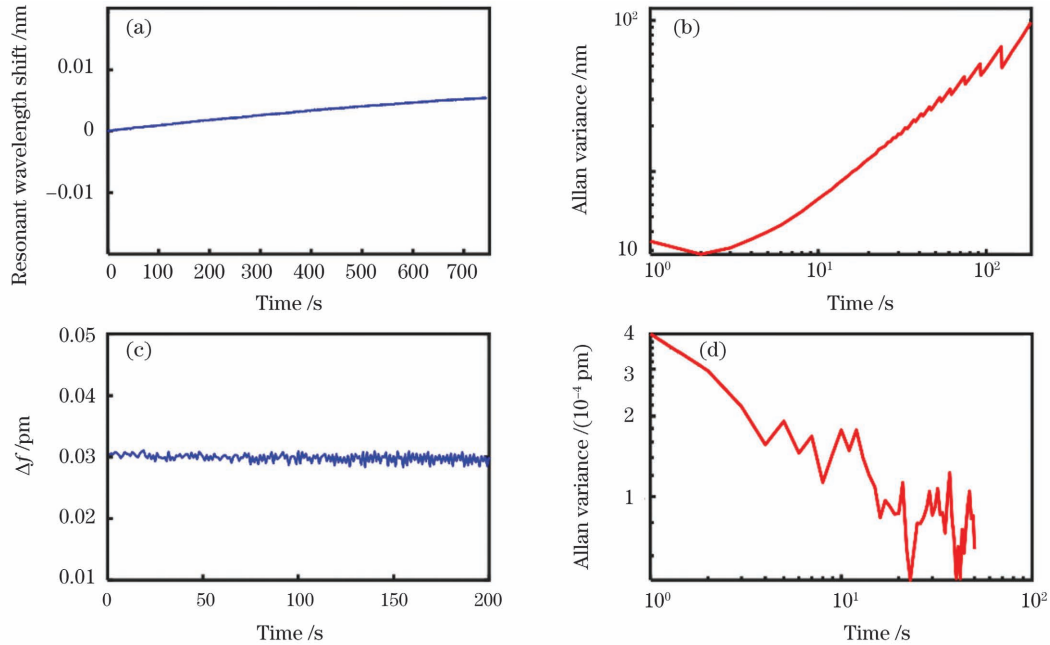 (a)
Resonant wavelength shift /nm
0.01
0
−0.01
0 100 200 300 400 500 600 700
Time /s
(b)
Allan variance /nm
10²
10
10⁰ 10¹ 10²
Time /s
(c)
Δf /pm
0.05
0.04
0.03
0.02
0.01
0 50 100 150 200
Time /s
(d)
Allan variance /(10⁻⁴ pm)
4
3
2
1
10⁰ 10¹ 10²
Time /s